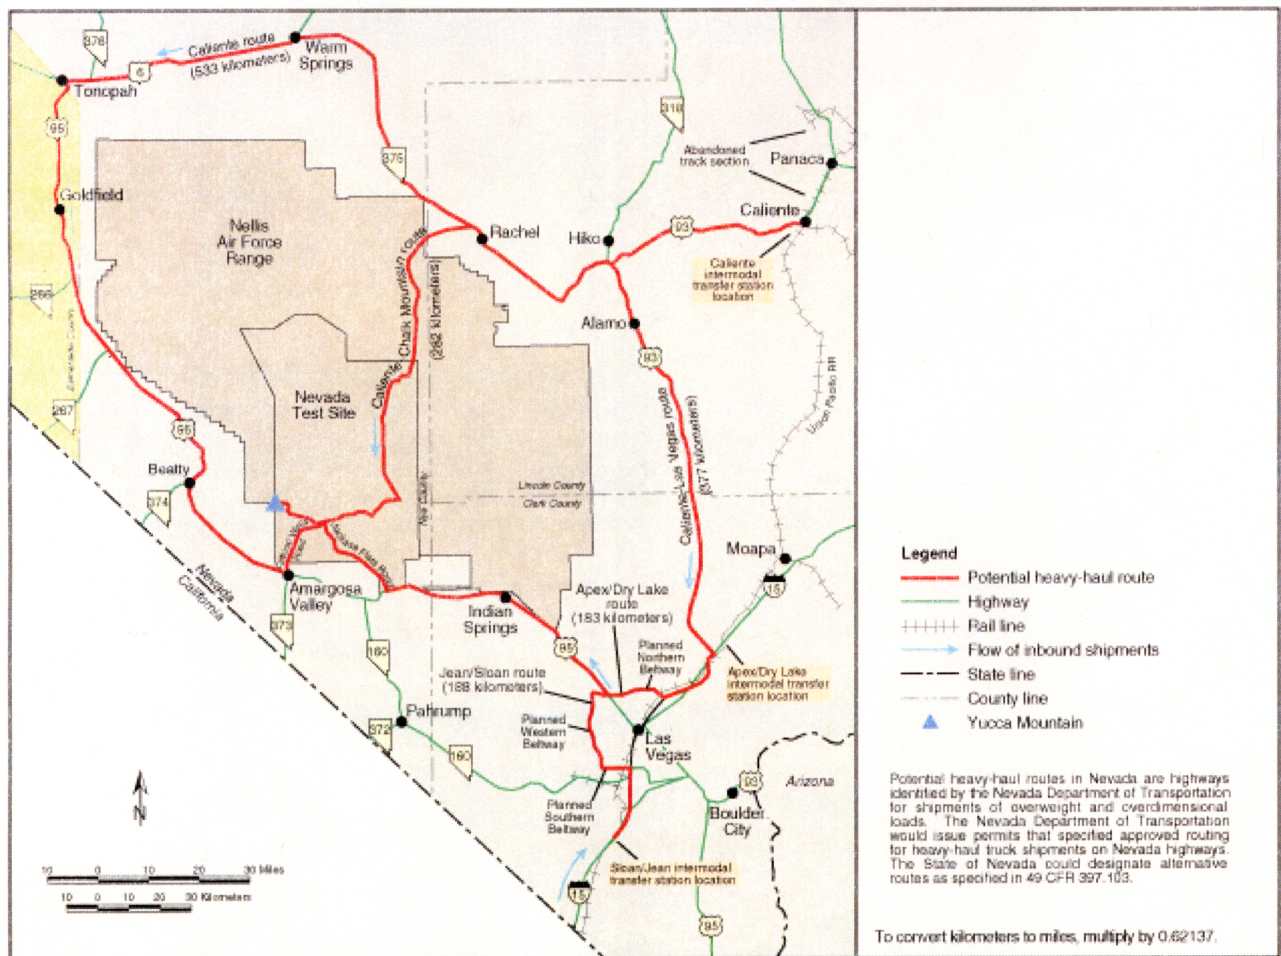 376
Caliente route
(533 kilometers)
Warm
Springs
6
Tonopah
95
318
375
Abandoned
track section
Panaca
Goldfield
Nellis
Air Force
Range
Rachel
Hiko
93
Caliente
Caliente
intermodal
transfer station
location
Caliente-Chalk Mountain route
(282 kilometers)
266
Esmeralda County
Alamo
93
Nevada
Test Site
267
95
Caliente-Las Vegas route
(377 kilometers)
Union Pacific RR
Beatty
374
Lincoln County
Clark County
Nye County
Nevada
California
Moapa
15
Amargosa
Valley
373
Indian
Springs
Apex/Dry Lake
route
(183 kilometers)
95
160
Planned
Northern
Beltway
Jean/Sloan route
(188 kilometers)
Apex/Dry Lake
intermodal transfer
station location
Pahrump
372
Planned
Western
Beltway
Las
Vegas
160
93
Arizona
N
Planned
Southern
Beltway
Boulder
City
Sloan/Jean intermodal
transfer station location
15
95
10 0 10 20 30 Miles
10 0 10 20 30 Kilometers
Legend
Potential heavy-haul route
Highway
Rail line
Flow of inbound shipments
State line
County line
Yucca Mountain
Potential heavy-haul routes in Nevada are highways
identified by the Nevada Department of Transportation
for shipments of overweight and overdimensional
loads. The Nevada Department of Transportation
would issue permits that specified approved routing
for heavy-haul truck shipments on Nevada highways.
The State of Nevada could designate alternative
routes as specified in 49 CFR 397.103.
To convert kilometers to miles, multiply by 0.62137.